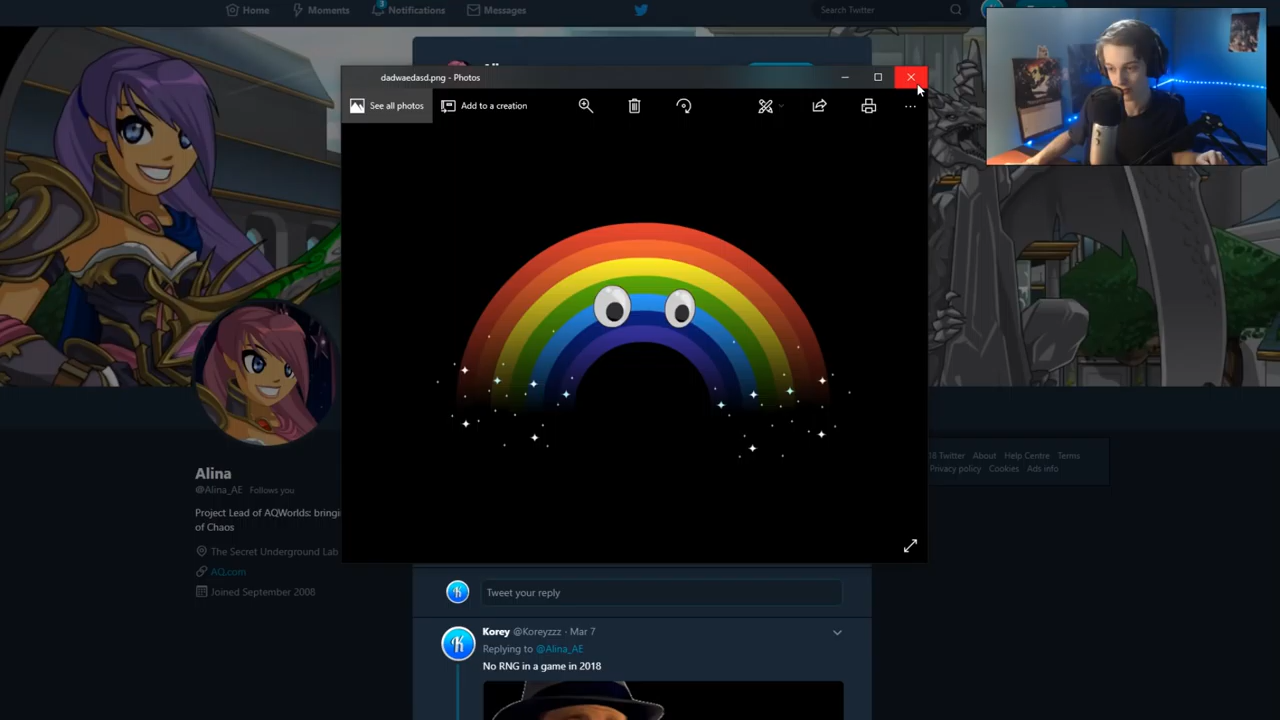 Home
Moments
3
Notifications
Messages
Search Twitter
dadwaedasd.png - Photos
See all photos
Add to a creation
Alina
@Alina_AE Follows you
Project Lead of AQWorlds: bringi
of Chaos
The Secret Underground Lab
AQ.com
Joined September 2008
18 Twitter About Help Centre Terms
Privacy policy Cookies Ads info
Tweet your reply
Korey @Koreyzzz · Mar 7
Replying to @Alina_AE
No RNG in a game in 2018